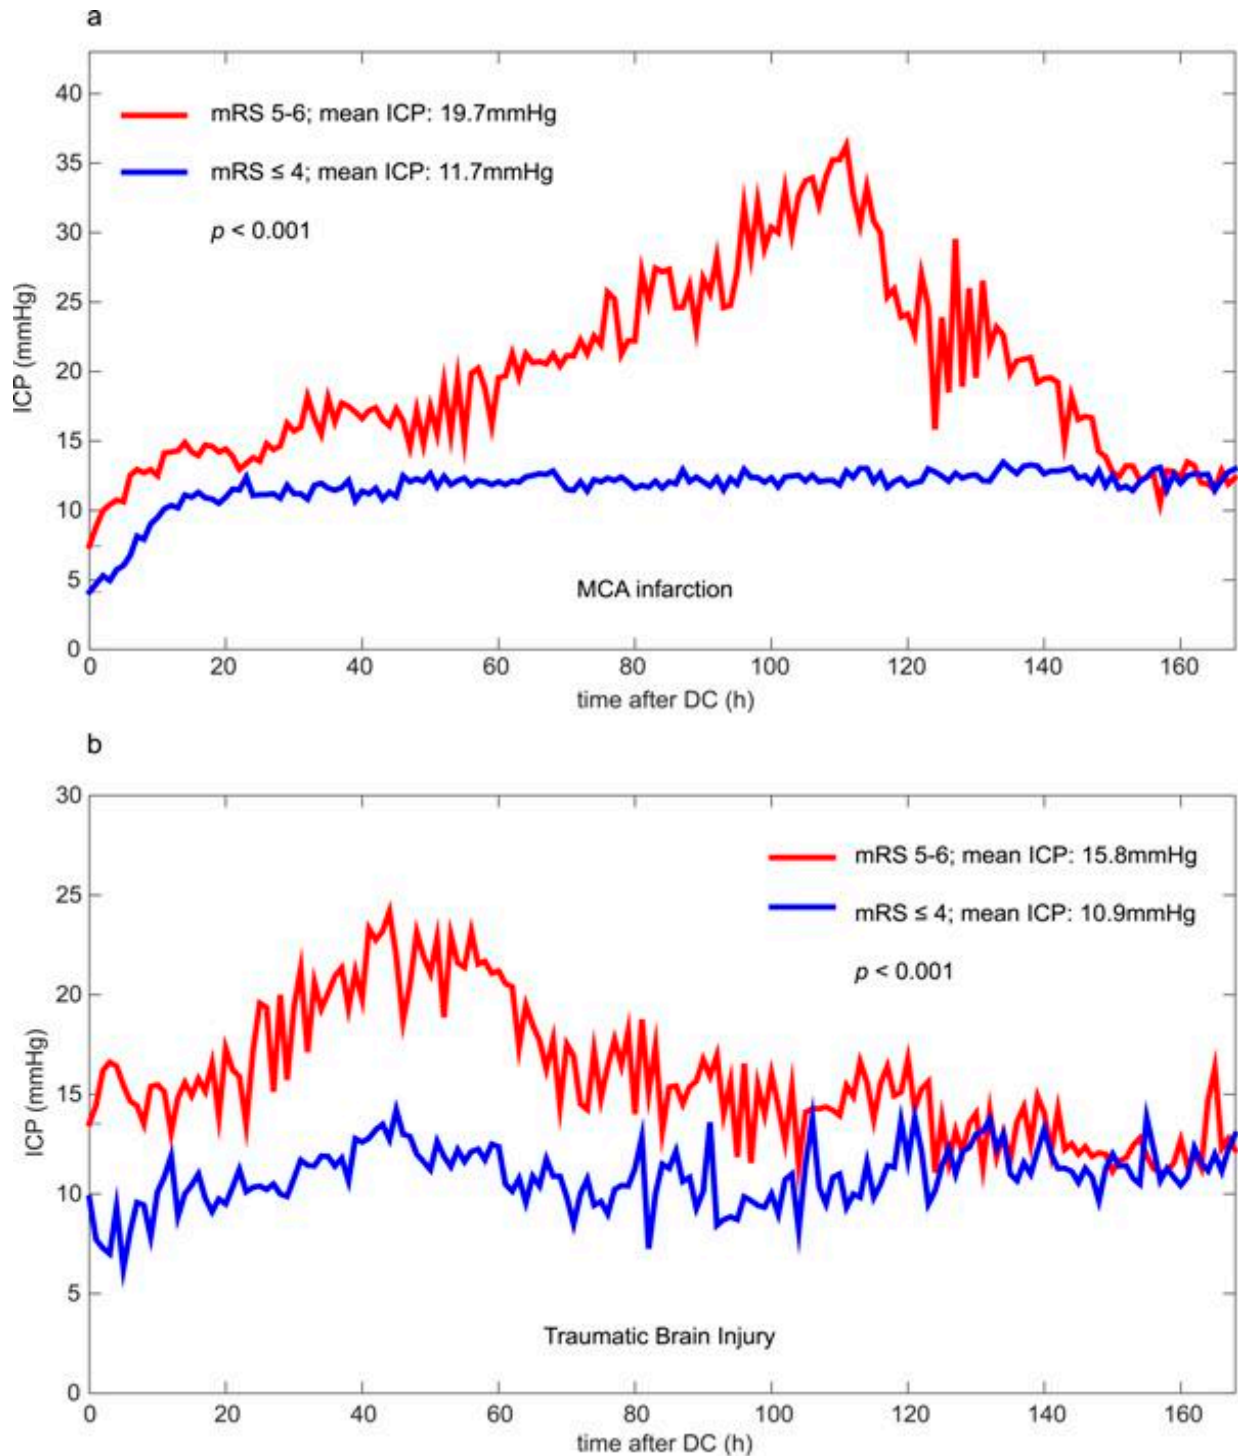 a
40
35
30
25
20
15
10
5
0
ICP (mmHg)
mRS 5-6; mean ICP: 19.7mmHg
mRS ≤ 4; mean ICP: 11.7mmHg
p < 0.001
MCA infarction
0 20 40 60 80 100 120 140 160
time after DC (h)
b
30
25
20
15
10
5
0
ICP (mmHg)
mRS 5-6; mean ICP: 15.8mmHg
mRS ≤ 4; mean ICP: 10.9mmHg
p < 0.001
Traumatic Brain Injury
0 20 40 60 80 100 120 140 160
time after DC (h)